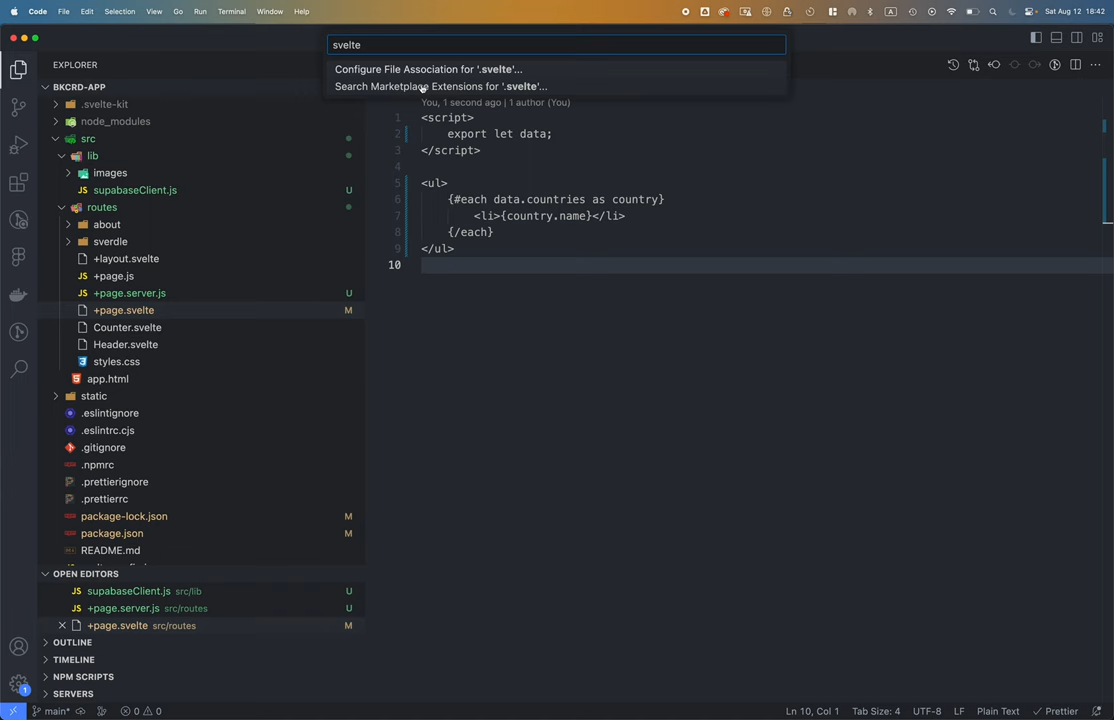 Code File Edit Selection View Go Run Terminal Window Help
A
Sat Aug 12 18:42
svelte
Configure File Association for '.svelte'...
Search Marketplace Extensions for '.svelte'...
EXPLORER
BKCRD-APP
.svelte-kit
node_modules
src
lib
images
JS supabaseClient.js U
routes
about
sverdle
+layout.svelte
JS +page.js
JS +page.server.js U
+page.svelte M
Counter.svelte
Header.svelte
styles.css
app.html
static
.eslintignore
.eslintrc.cjs
.gitignore
.npmrc
.prettierignore
.prettierrc
package-lock.json M
package.json M
README.md
OPEN EDITORS
JS supabaseClient.js src/lib U
JS +page.server.js src/routes U
+page.svelte src/routes M
OUTLINE
TIMELINE
NPM SCRIPTS
SERVERS
You, 1 second ago | 1 author (You)
1 <script>
2 export let data;
3 </script>
4
5 <ul>
6 {#each data.countries as country}
7 <li>{country.name}</li>
8 {/each}
9 </ul>
10
1
main* 0 0 Ln 10, Col 1 Tab Size: 4 UTF-8 LF Plain Text Prettier